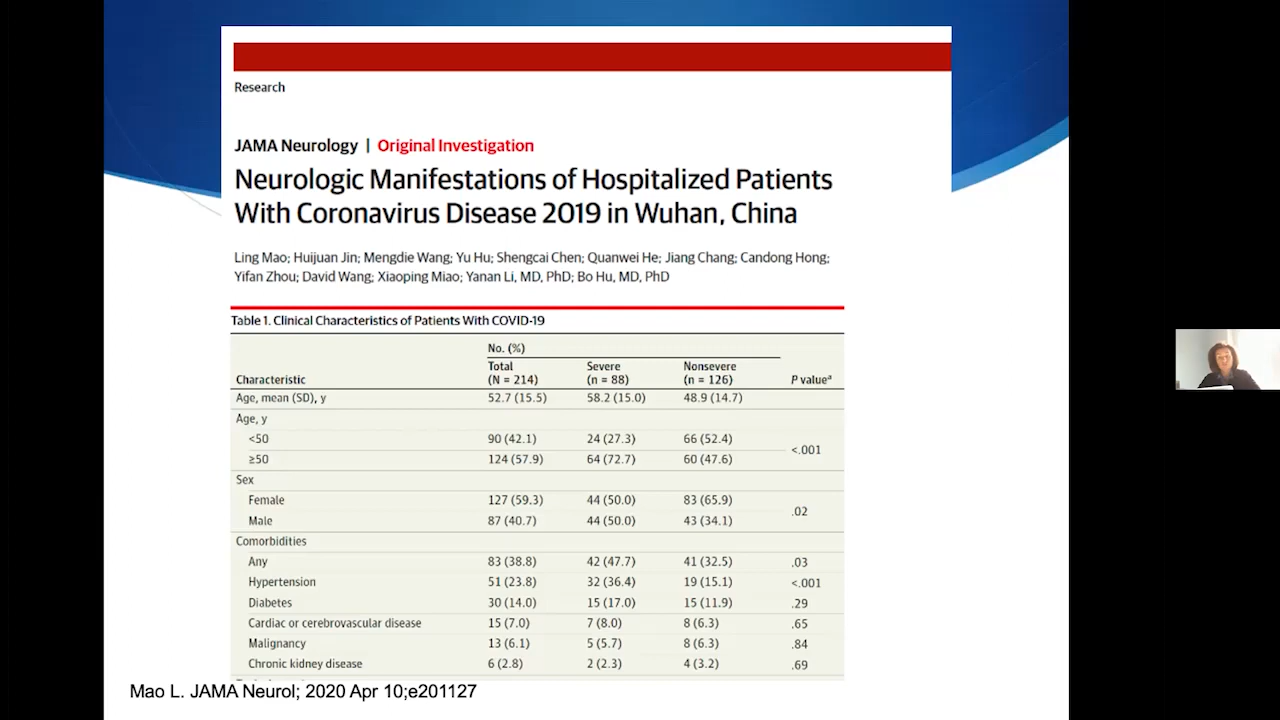 Research
JAMA Neurology | Original Investigation
Neurologic Manifestations of Hospitalized Patients
With Coronavirus Disease 2019 in Wuhan, China
Ling Mao; Huijuan Jin; Mengdie Wang; Yu Hu; Shengcai Chen; Quanwei He; Jiang Chang; Candong Hong;
Yifan Zhou; David Wang; Xiaoping Miao; Yanan Li, MD, PhD; Bo Hu, MD, PhD
Table 1. Clinical Characteristics of Patients With COVID-19
No. (%)
Total Severe Nonsevere
Characteristic (N = 214) (n = 88) (n = 126) P valueᵃ
Age, mean (SD), y 52.7 (15.5) 58.2 (15.0) 48.9 (14.7)
Age, y
<50 90 (42.1) 24 (27.3) 66 (52.4)
<.001
≥50 124 (57.9) 64 (72.7) 60 (47.6)
Sex
Female 127 (59.3) 44 (50.0) 83 (65.9)
.02
Male 87 (40.7) 44 (50.0) 43 (34.1)
Comorbidities
Any 83 (38.8) 42 (47.7) 41 (32.5) .03
Hypertension 51 (23.8) 32 (36.4) 19 (15.1) <.001
Diabetes 30 (14.0) 15 (17.0) 15 (11.9) .29
Cardiac or cerebrovascular disease 15 (7.0) 7 (8.0) 8 (6.3) .65
Malignancy 13 (6.1) 5 (5.7) 8 (6.3) .84
Chronic kidney disease 6 (2.8) 2 (2.3) 4 (3.2) .69
Mao L. JAMA Neurol; 2020 Apr 10;e201127